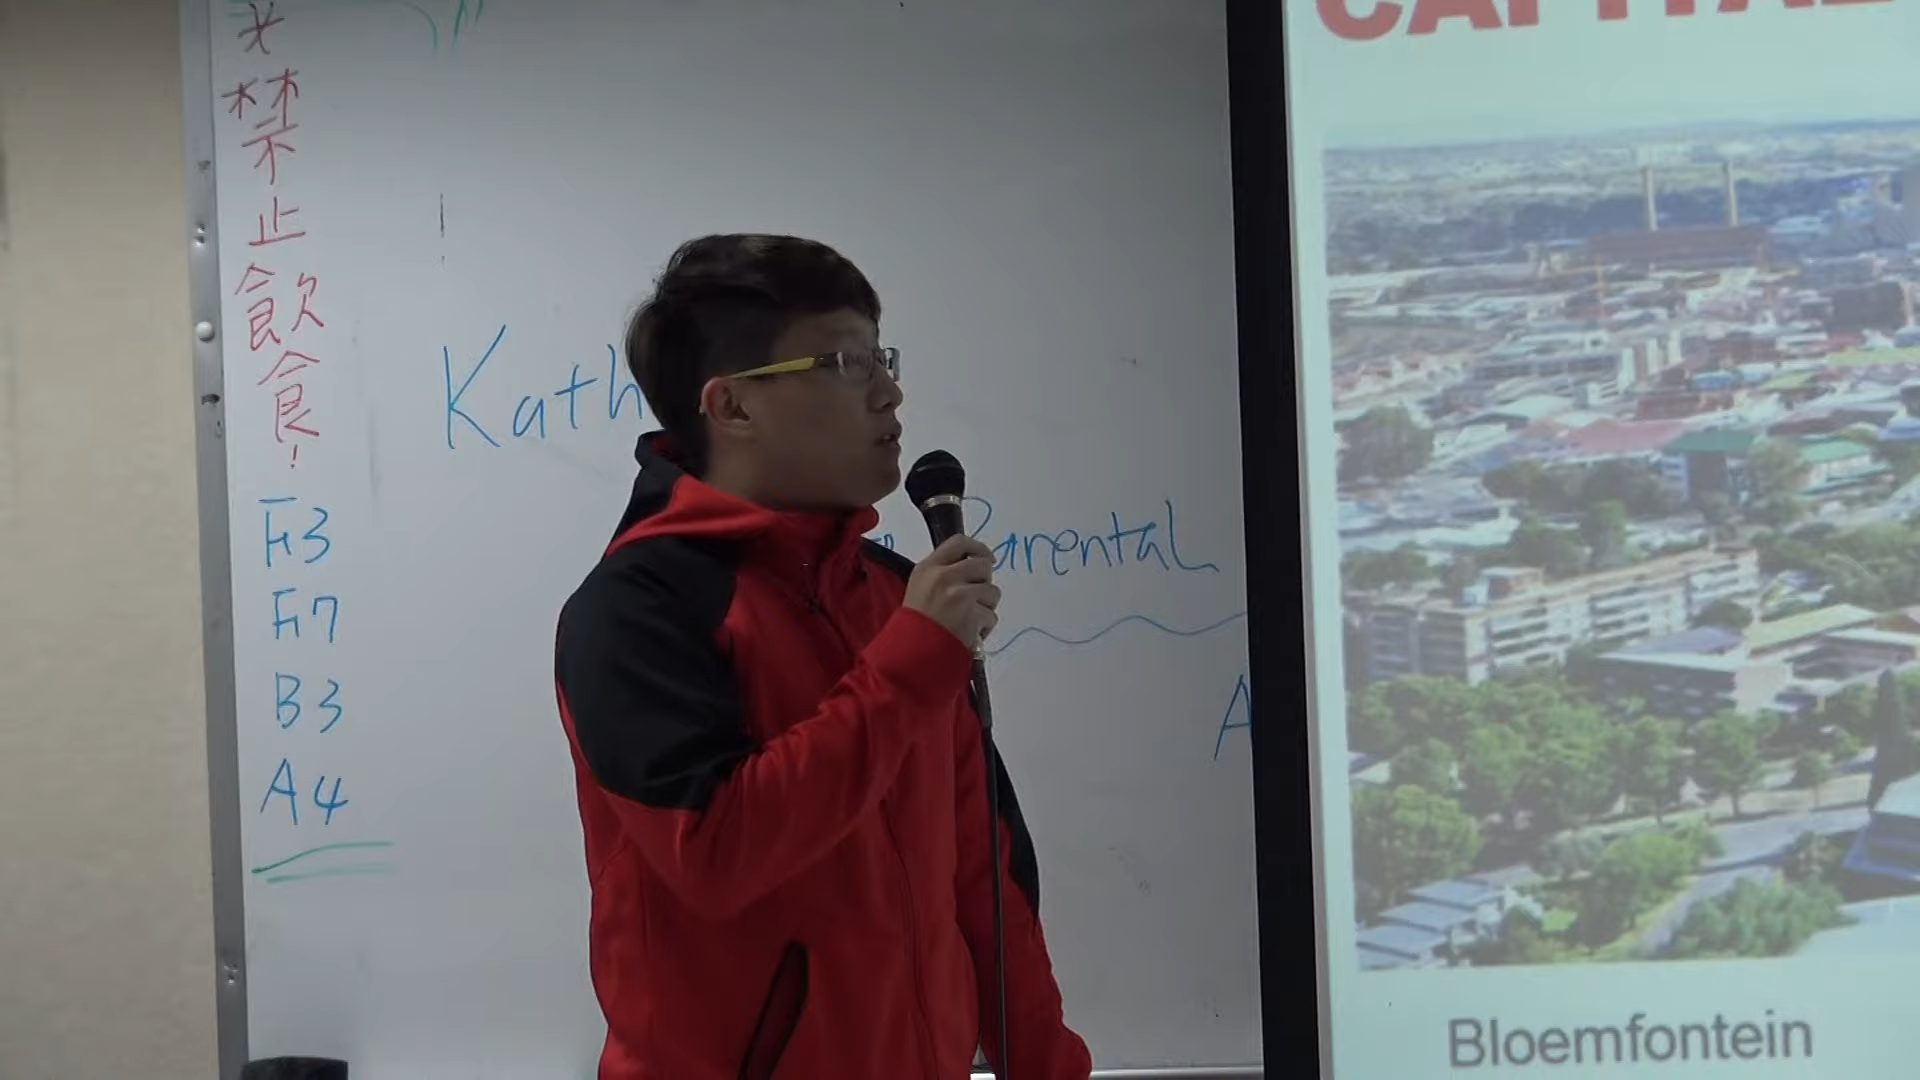 *禁止飲食!
F3
F7
B3
A4
Kath
Parental
A
CAPITAL
Bloemfontein